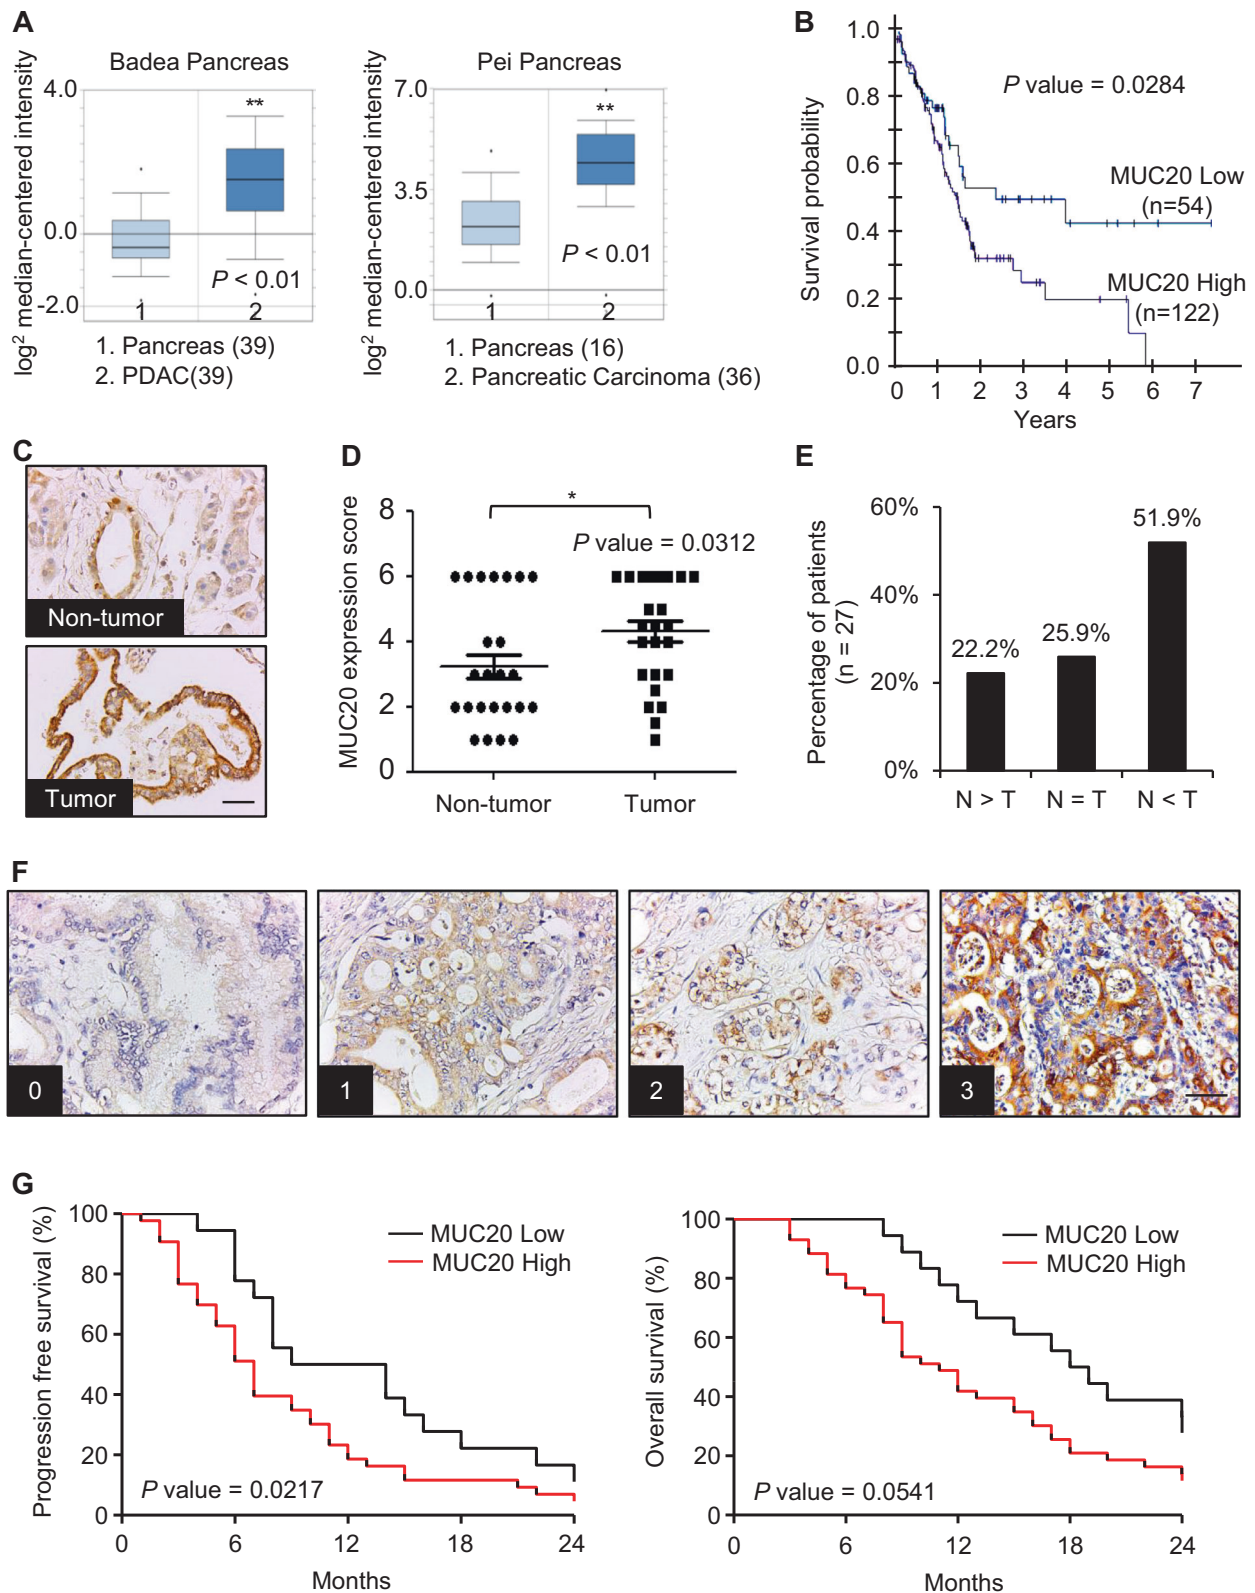 A
Badea Pancreas
log² median-centered intensity
4.0
0.0
-2.0
**
P < 0.01
1
2
1. Pancreas (39)
2. PDAC(39)
Pei Pancreas
log² median-centered intensity
7.0
3.5
0.0
**
P < 0.01
1
2
1. Pancreas (16)
2. Pancreatic Carcinoma (36)
B
Survival probability
1.0
0.8
0.6
0.4
0.2
0.0
P value = 0.0284
MUC20 Low
(n=54)
MUC20 High
(n=122)
0 1 2 3 4 5 6 7
Years
C
Non-tumor
Tumor
D
MUC20 expression score
8
6
4
2
0
*
P value = 0.0312
Non-tumor
Tumor
E
Percentage of patients
(n = 27)
60%
40%
20%
0%
22.2%
25.9%
51.9%
N > T
N = T
N < T
F
0
1
2
3
G
Progression free survival (%)
100
80
60
40
20
0
MUC20 Low
MUC20 High
P value = 0.0217
0 6 12 18 24
Months
Overall survival (%)
100
80
60
40
20
0
MUC20 Low
MUC20 High
P value = 0.0541
0 6 12 18 24
Months